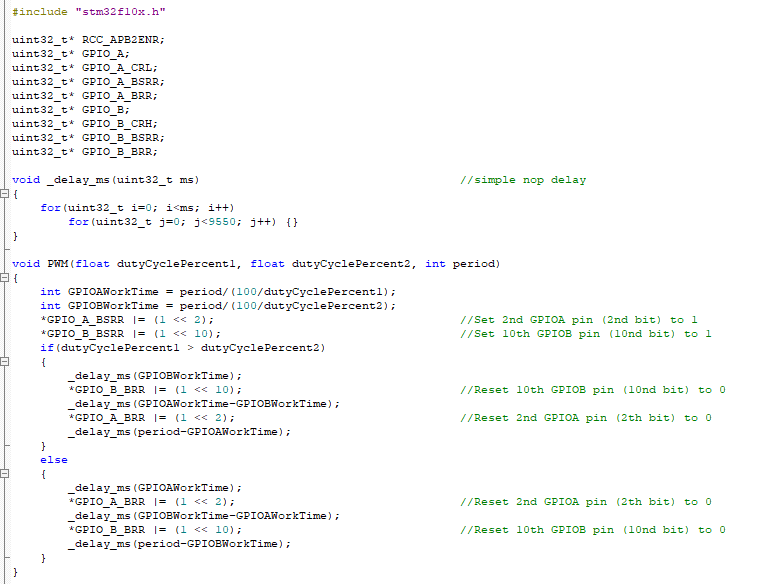 #include "stm32f10x.h"
uint32_t* RCC_APB2ENR;
uint32_t* GPIO_A;
uint32_t* GPIO_A_CRL;
uint32_t* GPIO_A_BSRR;
uint32_t* GPIO_A_BRR;
uint32_t* GPIO_B;
uint32_t* GPIO_B_CRH;
uint32_t* GPIO_B_BSRR;
uint32_t* GPIO_B_BRR;
void _delay_ms(uint32_t ms) //simple nop delay
{
for(uint32_t i=0; i<ms; i++)
for(uint32_t j=0; j<9550; j++) {}
}
void PWM(float dutyCyclePercent1, float dutyCyclePercent2, int period)
{
int GPIOAWorkTime = period/(100/dutyCyclePercent1);
int GPIOBWorkTime = period/(100/dutyCyclePercent2);
*GPIO_A_BSRR |= (1 << 2); //Set 2nd GPIOA pin (2nd bit) to 1
*GPIO_B_BSRR |= (1 << 10); //Set 10th GPIOB pin (10nd bit) to 1
if(dutyCyclePercent1 > dutyCyclePercent2)
{
_delay_ms(GPIOBWorkTime);
*GPIO_B_BRR |= (1 << 10); //Reset 10th GPIOB pin (10nd bit) to 0
_delay_ms(GPIOAWorkTime-GPIOBWorkTime);
*GPIO_A_BRR |= (1 << 2); //Reset 2nd GPIOA pin (2th bit) to 0
_delay_ms(period-GPIOAWorkTime);
}
else
{
_delay_ms(GPIOAWorkTime);
*GPIO_A_BRR |= (1 << 2); //Reset 2nd GPIOA pin (2th bit) to 0
_delay_ms(GPIOBWorkTime-GPIOAWorkTime);
*GPIO_B_BRR |= (1 << 10); //Reset 10th GPIOB pin (10nd bit) to 0
_delay_ms(period-GPIOBWorkTime);
}
}